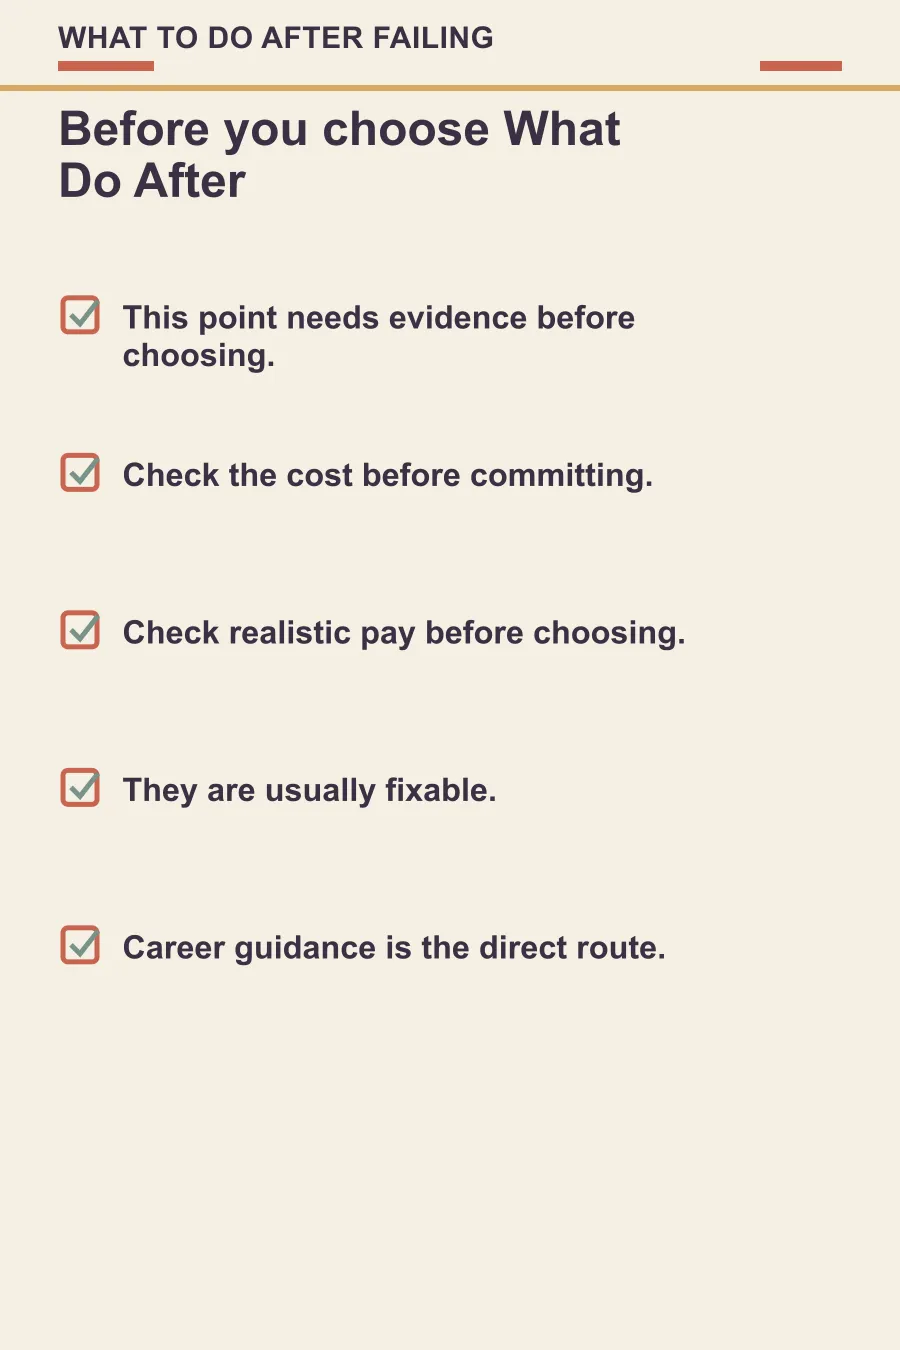 WHAT TO DO AFTER FAILING
Before you choose What
Do After
This point needs evidence before
choosing.
Check the cost before committing.
Check realistic pay before choosing.
They are usually fixable.
Career guidance is the direct route.